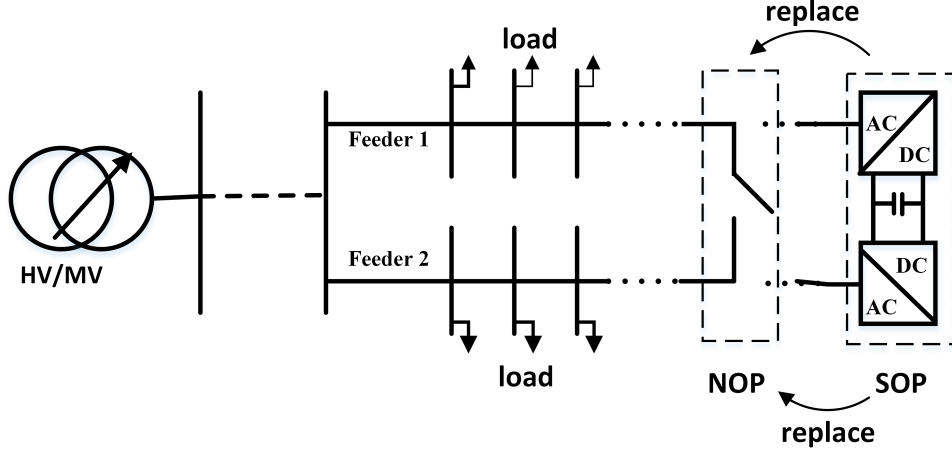 replace
load
Feeder 1
AC
DC
HV/MV
Feeder 2
DC
AC
load
NOP
SOP
replace